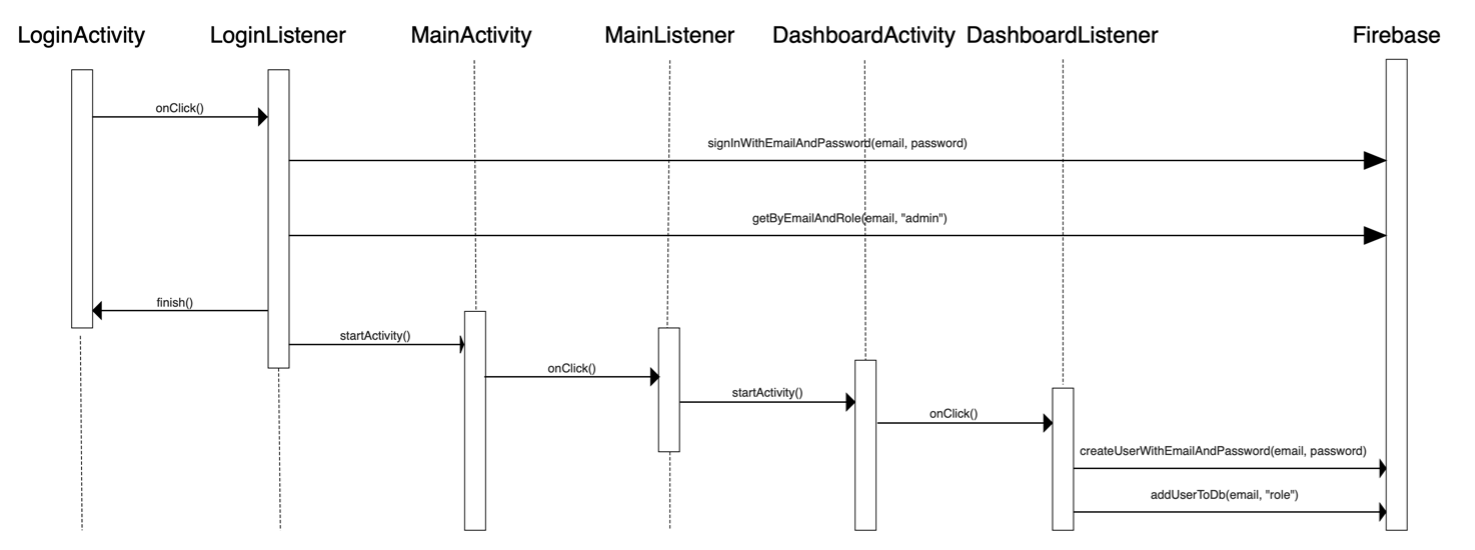 LoginActivity
LoginListener
MainActivity
MainListener
DashboardActivity
DashboardListener
Firebase
onClick()
signInWithEmailAndPassword(email, password)
getByEmailAndRole(email, "admin")
finish()
startActivity()
onClick()
startActivity()
onClick()
createUserWithEmailAndPassword(email, password)
addUserToDb(email, "role")